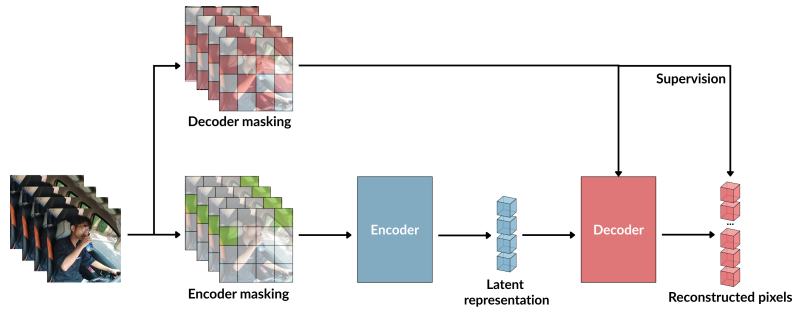 Supervision
Decoder masking
Encoder
Decoder
...
Encoder masking
Latent
representation
Reconstructed pixels